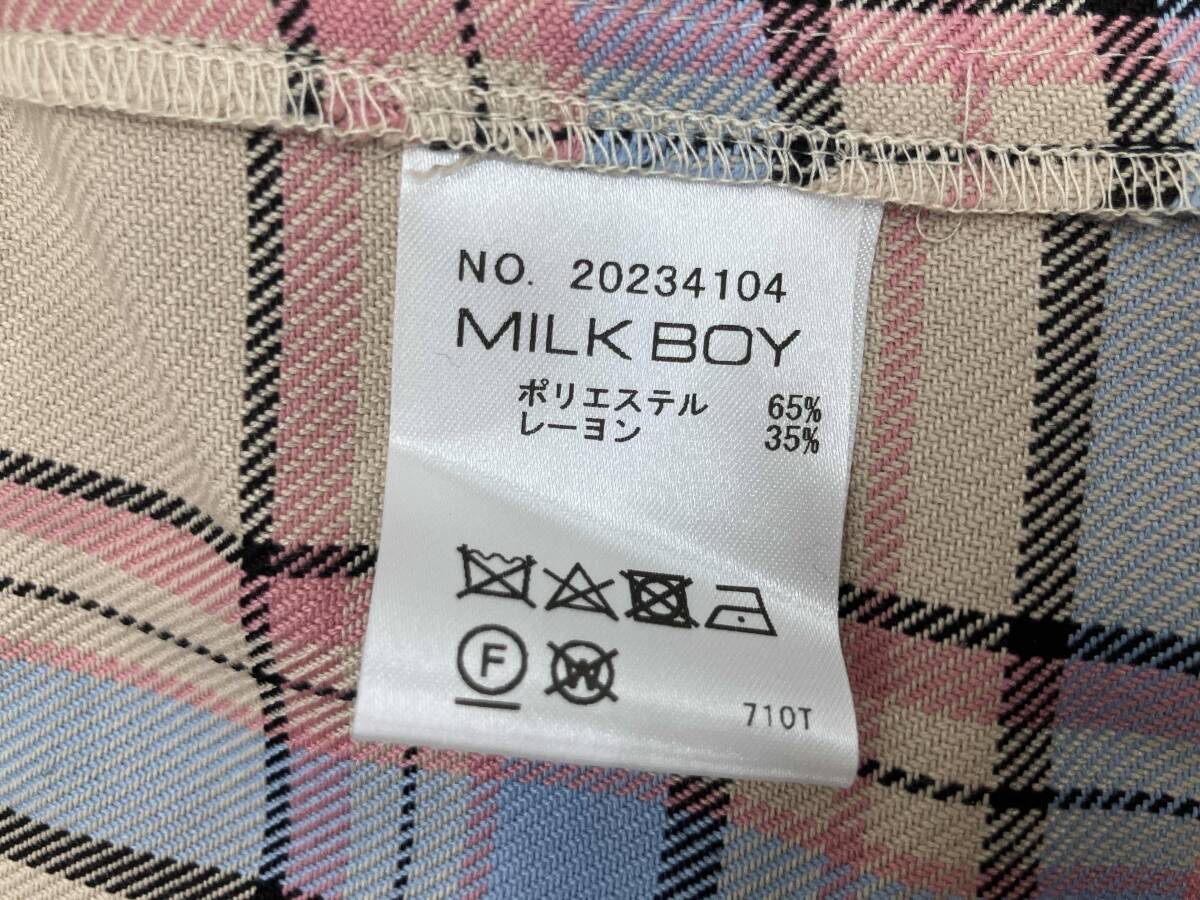 NO. 20234104
MILK BOY
ポリエステル 65%
レーヨン 35%
F
W
710T